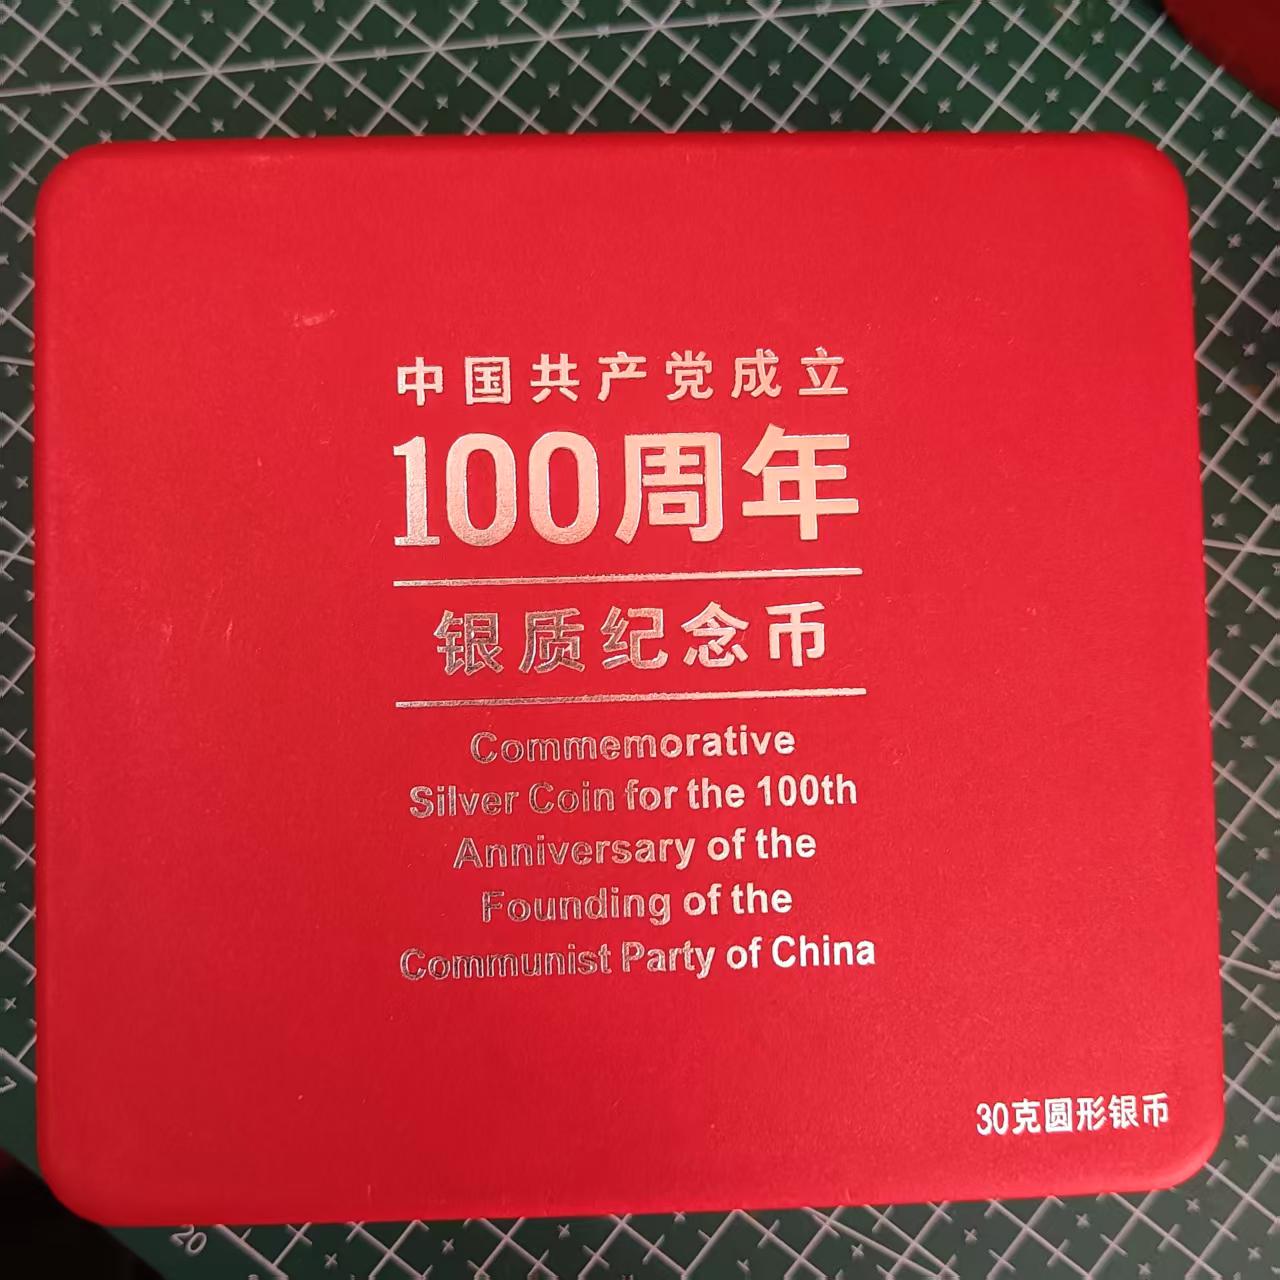 中国共产党成立
100周年
银质纪念币
Commemorative
Silver Coin for the 100th
Anniversary of the
Founding of the
Communist Party of China
30克圆形银币
20